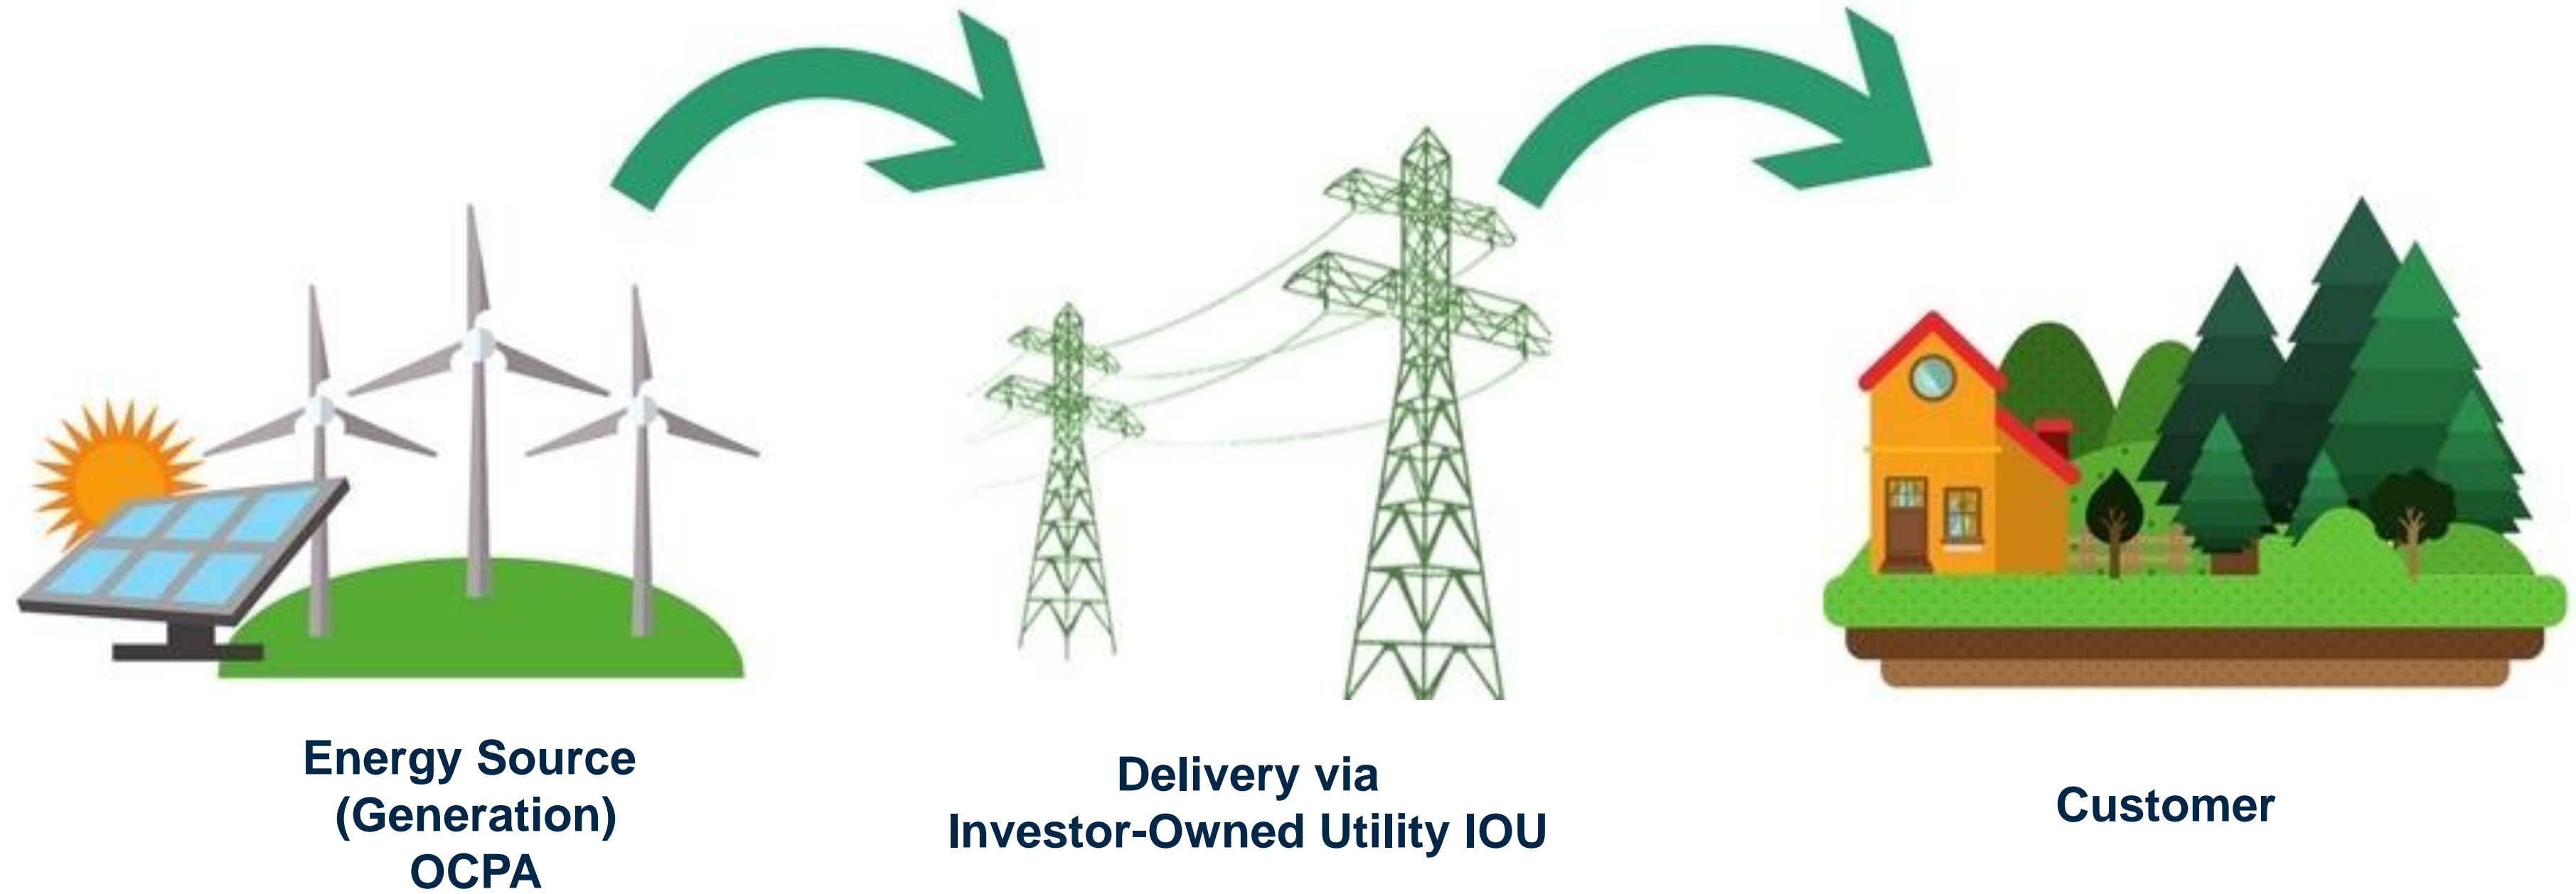 Energy Source
(Generation)
OCPA
Delivery via
Investor-Owned Utility IOU
Customer